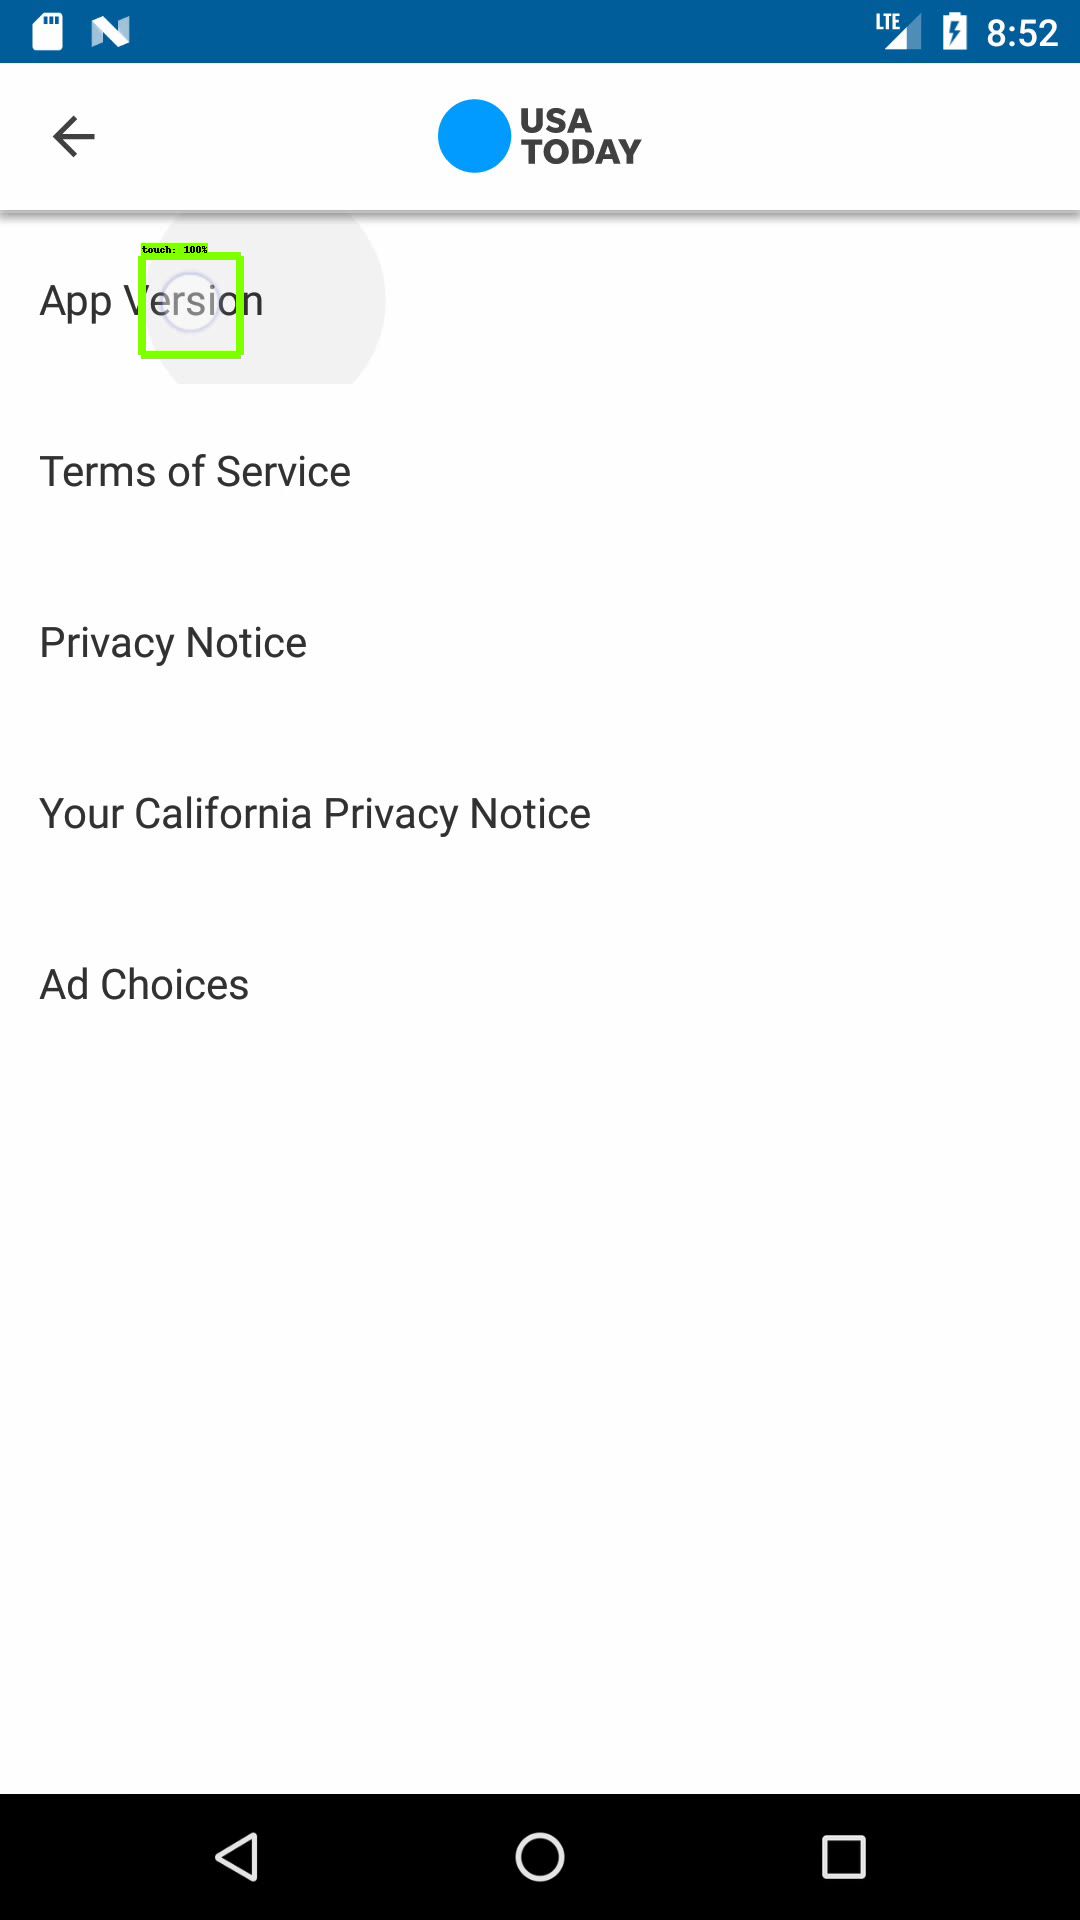 LTE 8:52
USA
TODAY
touch: 100%
App Version
Terms of Service
Privacy Notice
Your California Privacy Notice
Ad Choices